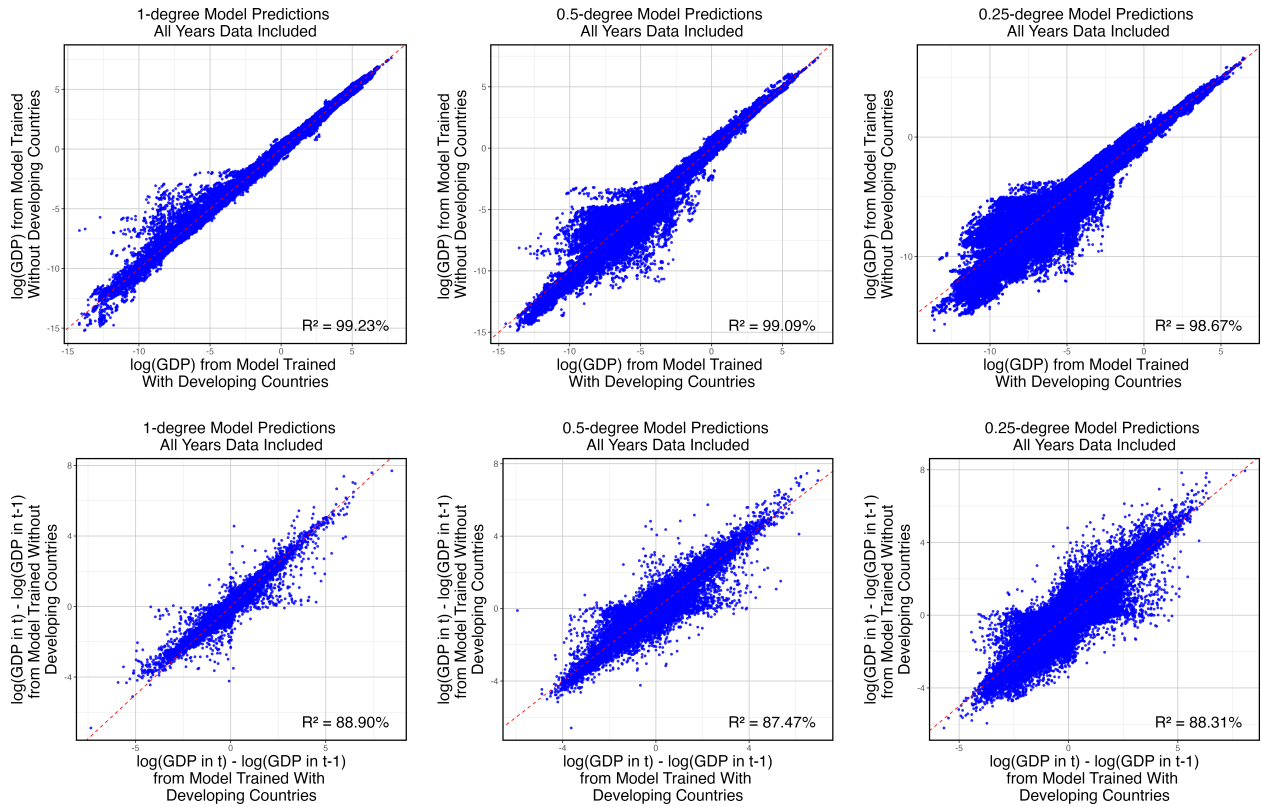 1-degree Model Predictions
All Years Data Included
log(GDP) from Model Trained
Without Developing Countries
5
0
-5
-10
-15
R² = 99.23%
-15
-10
-5
0
5
log(GDP) from Model Trained
With Developing Countries
0.5-degree Model Predictions
All Years Data Included
log(GDP) from Model Trained
Without Developing Countries
5
0
-5
-10
-15
R² = 99.09%
-15
-10
-5
0
5
log(GDP) from Model Trained
With Developing Countries
0.25-degree Model Predictions
All Years Data Included
log(GDP) from Model Trained
Without Developing Countries
0
-10
R² = 98.67%
-10
-5
0
5
log(GDP) from Model Trained
With Developing Countries
1-degree Model Predictions
All Years Data Included
log(GDP in t) - log(GDP in t-1)
from Model Trained Without
Developing Countries
8
4
0
-4
R² = 88.90%
-5
0
5
log(GDP in t) - log(GDP in t-1)
from Model Trained With
Developing Countries
0.5-degree Model Predictions
All Years Data Included
log(GDP in t) - log(GDP in t-1)
from Model Trained Without
Developing Countries
8
4
0
-4
R² = 87.47%
-4
0
4
log(GDP in t) - log(GDP in t-1)
from Model Trained With
Developing Countries
0.25-degree Model Predictions
All Years Data Included
log(GDP in t) - log(GDP in t-1)
from Model Trained Without
Developing Countries
8
4
0
-4
R² = 88.31%
-5
0
5
log(GDP in t) - log(GDP in t-1)
from Model Trained With
Developing Countries